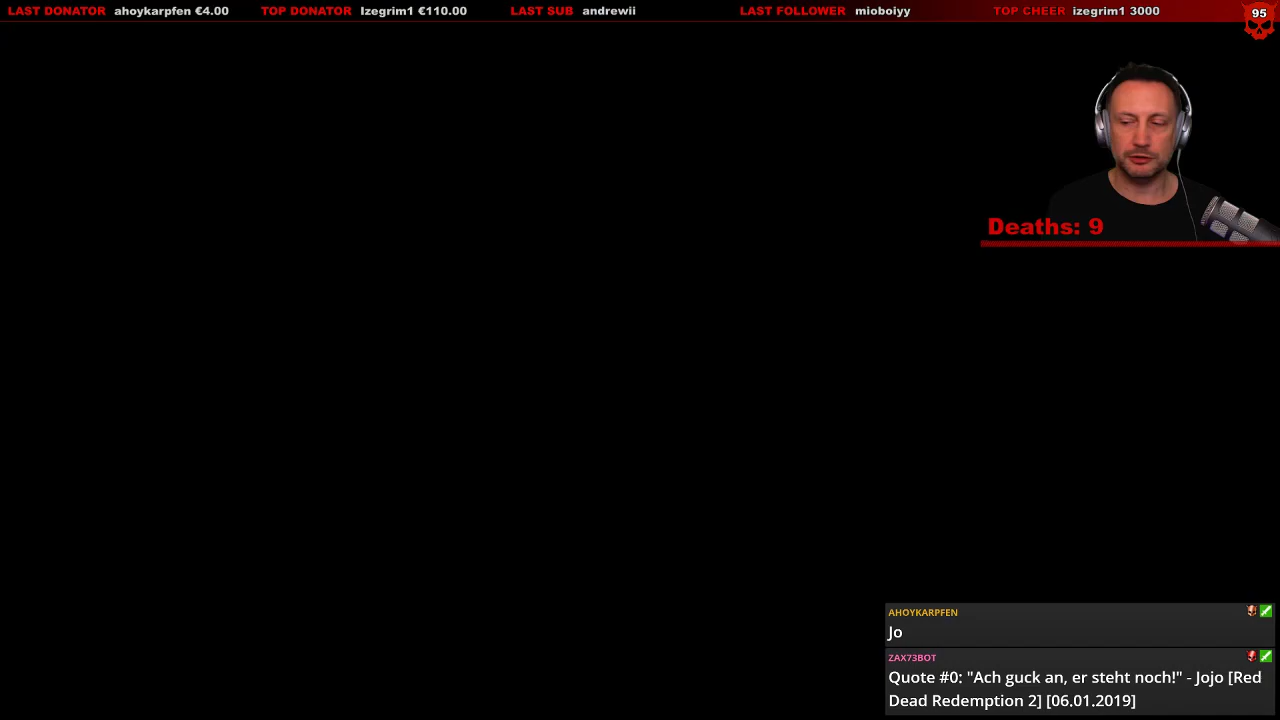 LAST DONATOR ahoykarpfen €4.00 TOP DONATOR Izegrim1 €110.00 LAST SUB andrewii LAST FOLLOWER mioboiyy TOP CHEER izegrim1 3000 95
Deaths: 9
AHOYKARPFEN
Jo
ZAX73BOT
Quote #0: "Ach guck an, er steht noch!" - Jojo [Red
Dead Redemption 2] [06.01.2019]